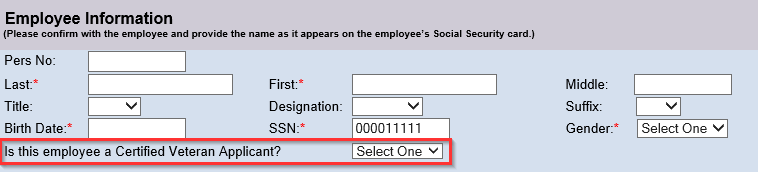 Employee Information
(Please confirm with the employee and provide the name as it appears on the employee's Social Security card.)
Pers No:
Last:* First:* Middle:
Title: Designation: Suffix:
Birth Date:* SSN:* 000011111 Gender:* Select One
Is this employee a Certified Veteran Applicant? Select One